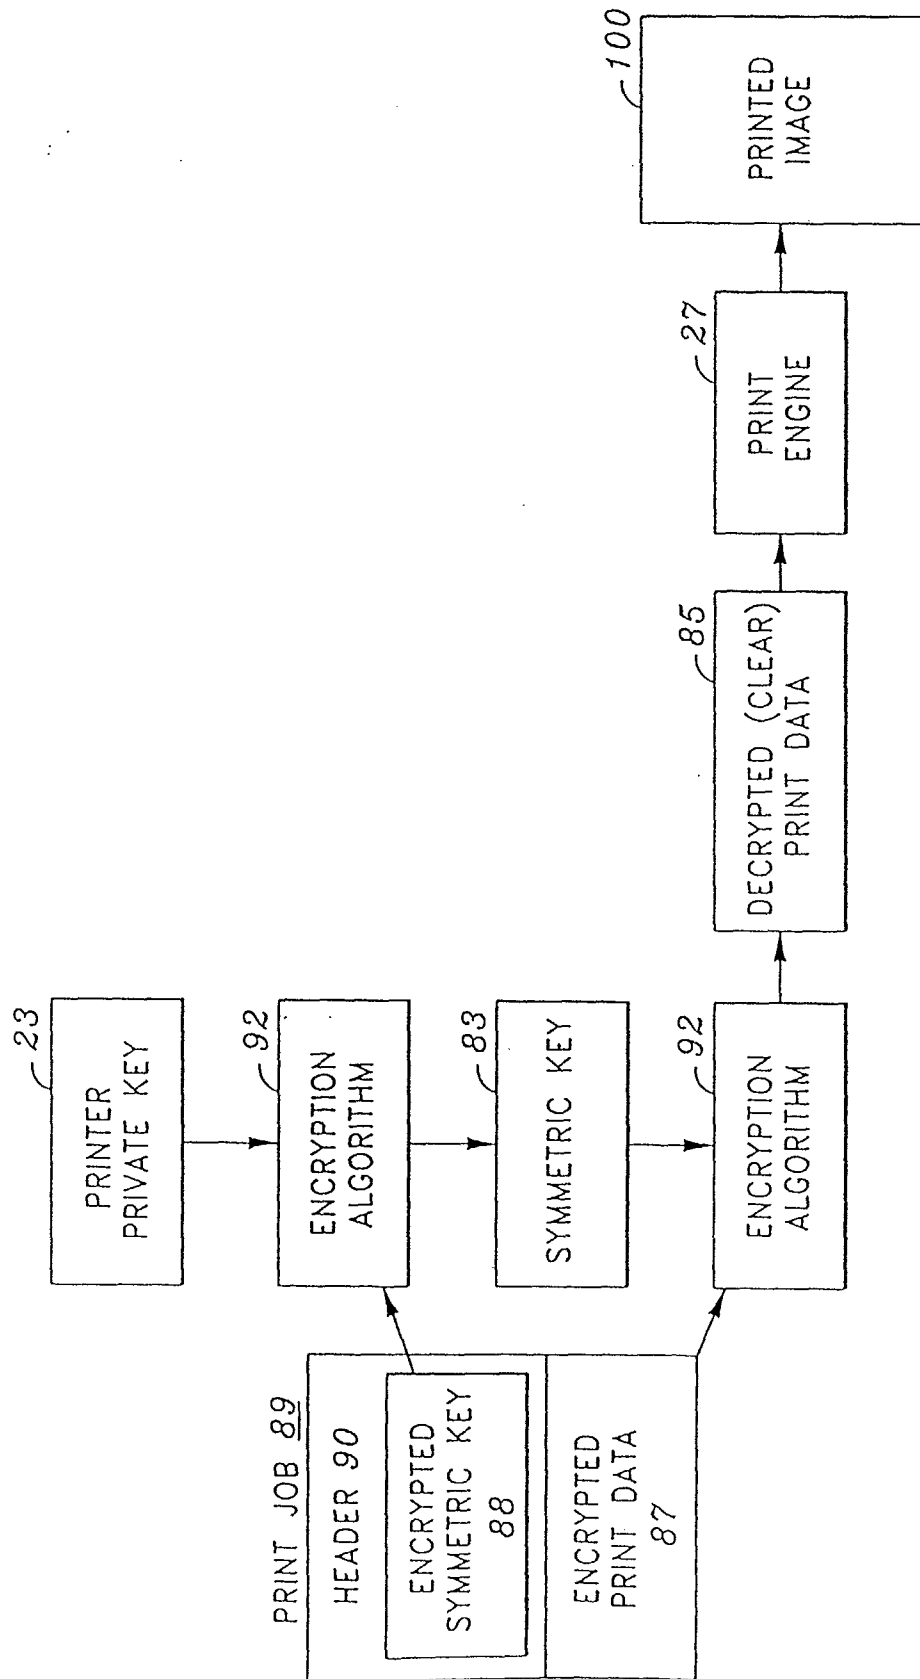 PRINTER
PRIVATE KEY
23
ENCRYPTION
ALGORITHM
92
PRINT JOB 89
HEADER 90
ENCRYPTED
SYMMETRIC KEY
88
SYMMETRIC KEY
83
ENCRYPTED
PRINT DATA
87
ENCRYPTION
ALGORITHM
92
DECRYPTED (CLEAR)
PRINT DATA
85
PRINT
ENGINE
27
PRINTED
IMAGE
100